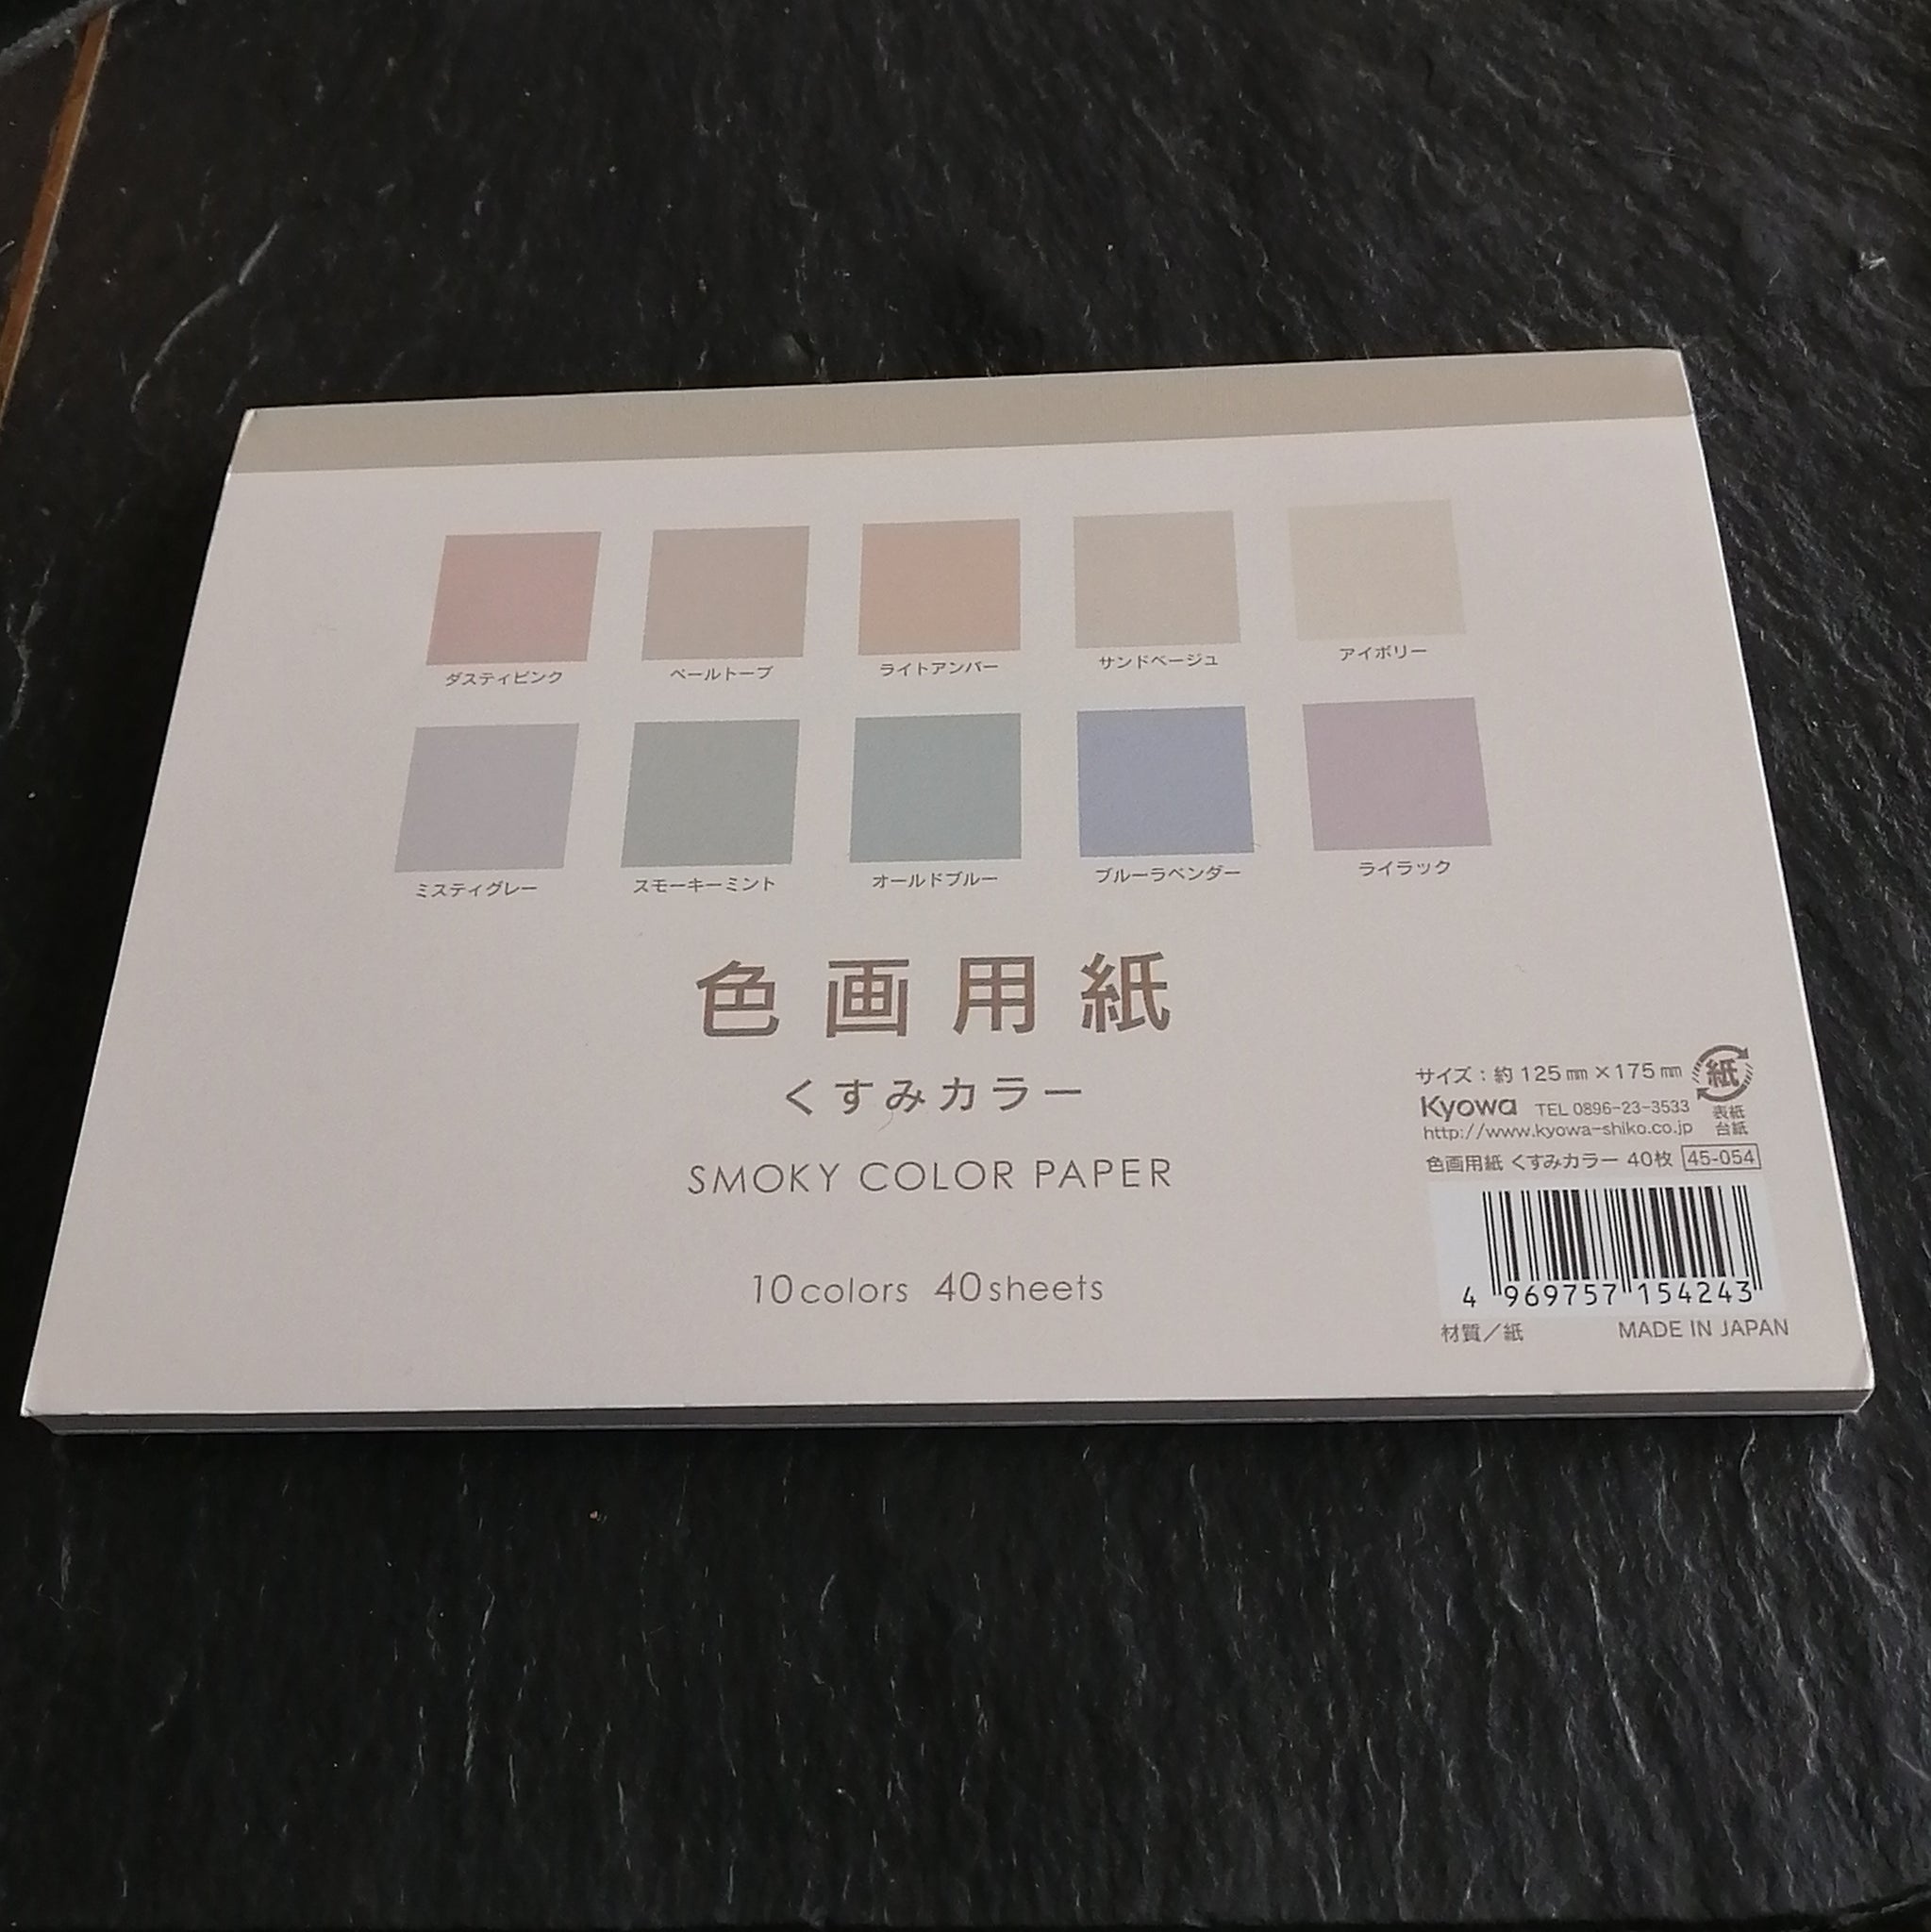 ダスティピンク ペールトープ ライトアンバー サンドベージュ アイボリー
ミスティグレー スモーキーミント オールドブルー ブルーラベンダー ライラック
色画用紙
くすみカラー
SMOKY COLOR PAPER
10colors 40sheets
サイズ：約125㎜×175㎜ 紙
Kyowa TEL 0896-23-3533 表紙
http://www.kyowa-shiko.co.jp 台紙
色画用紙 くすみカラー 40枚 45-054
4 969757 154243
材質／紙 MADE IN JAPAN